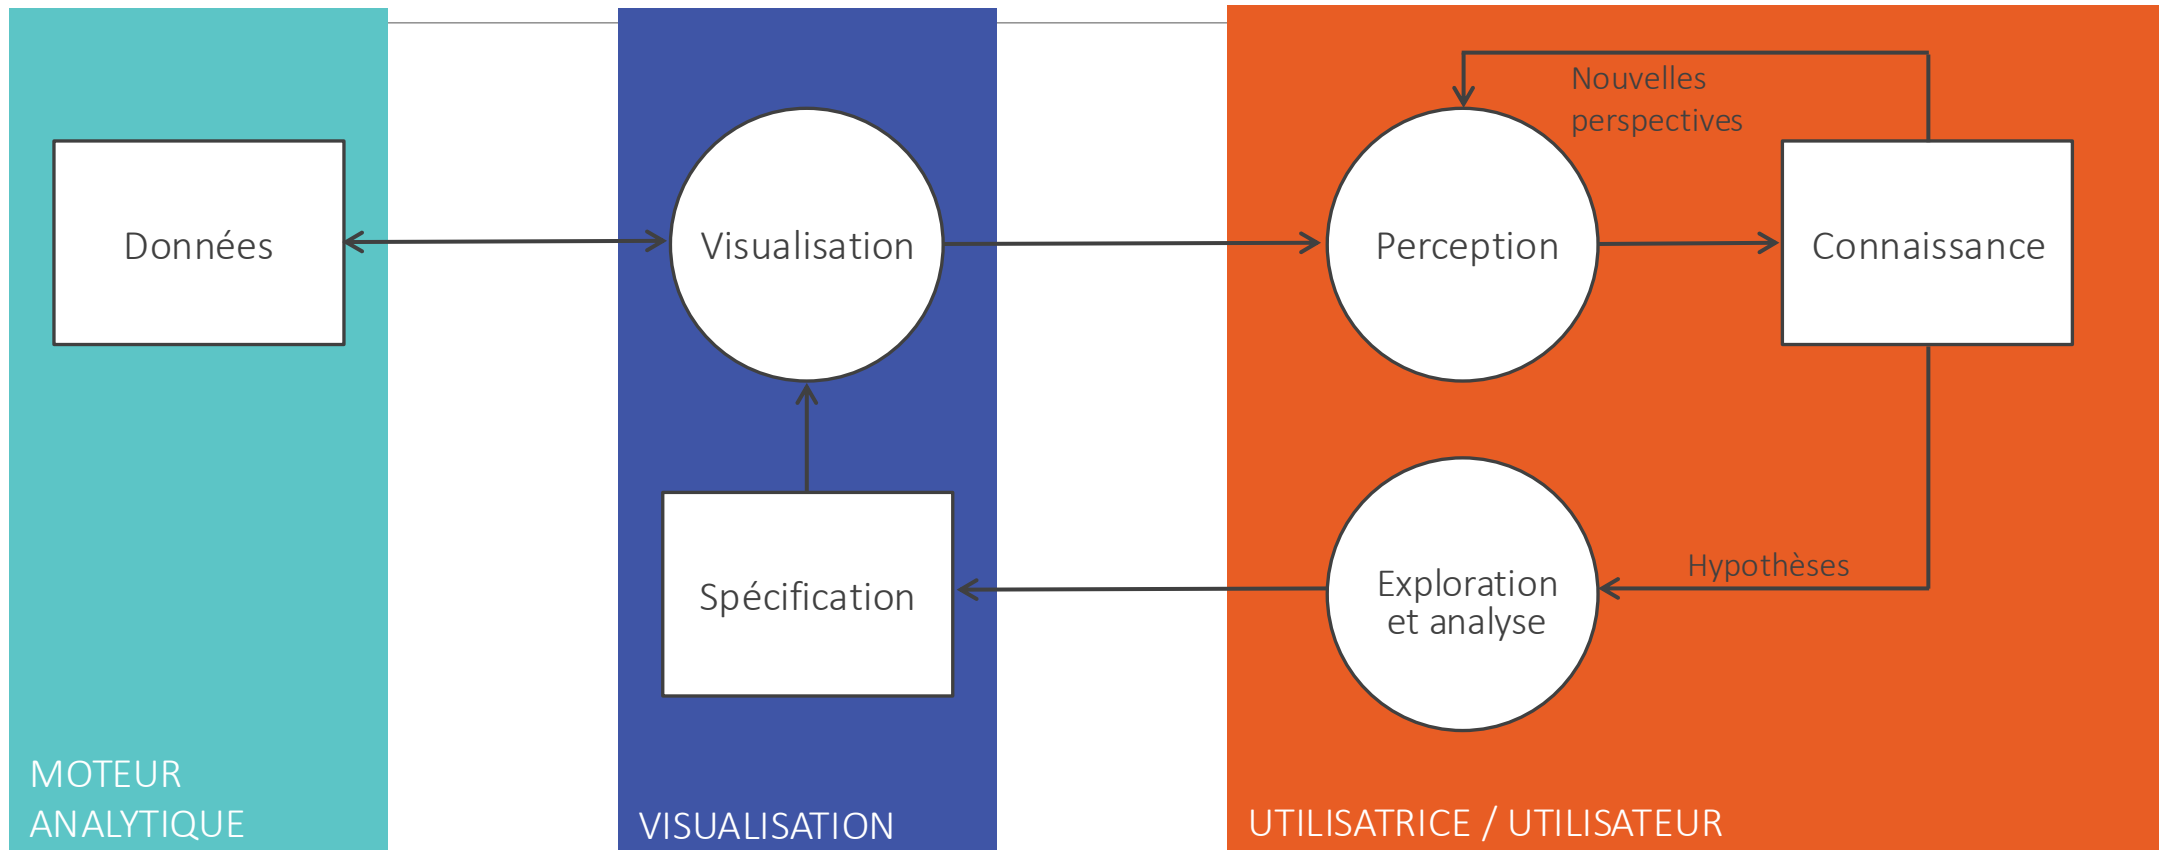 Nouvelles
perspectives
Données
Visualisation
Perception
Connaissance
Hypothèses
Spécification
Exploration
et analyse
MOTEUR
ANALYTIQUE
VISUALISATION
UTILISATRICE / UTILISATEUR